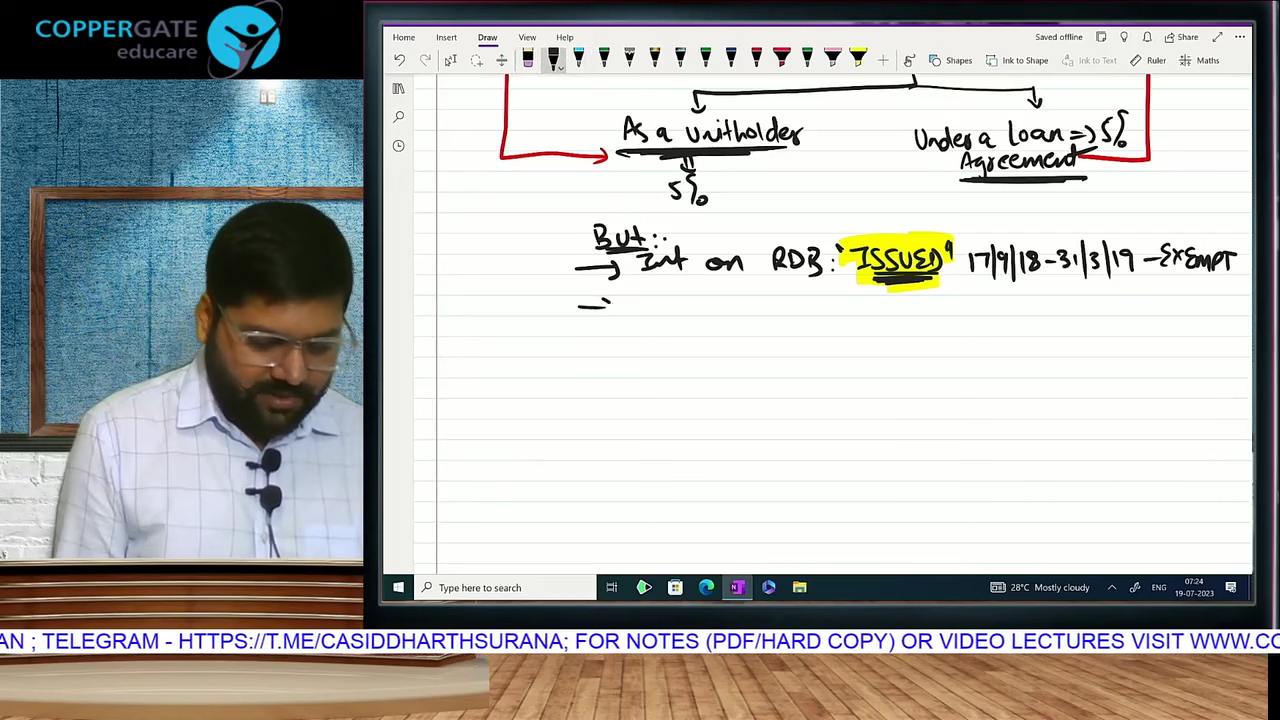 COPPERGATE
educare
Home Insert Draw View Help
Saved offline
Share
Shapes Ink to Shape Ink to Text Ruler Maths
As a unitholder
5%
Under a loan => 5%
Agreement
But:
→ Int on RDB: "ISSUED" 17/9/18 - 31/3/19 - EXEMPT
→
Type here to search
28°C Mostly cloudy
ENG
07:24
19-07-2023
AN ; TELEGRAM - HTTPS://T.ME/CASIDDHARTHSURANA; FOR NOTES (PDF/HARD COPY) OR VIDEO LECTURES VISIT WWW.CO